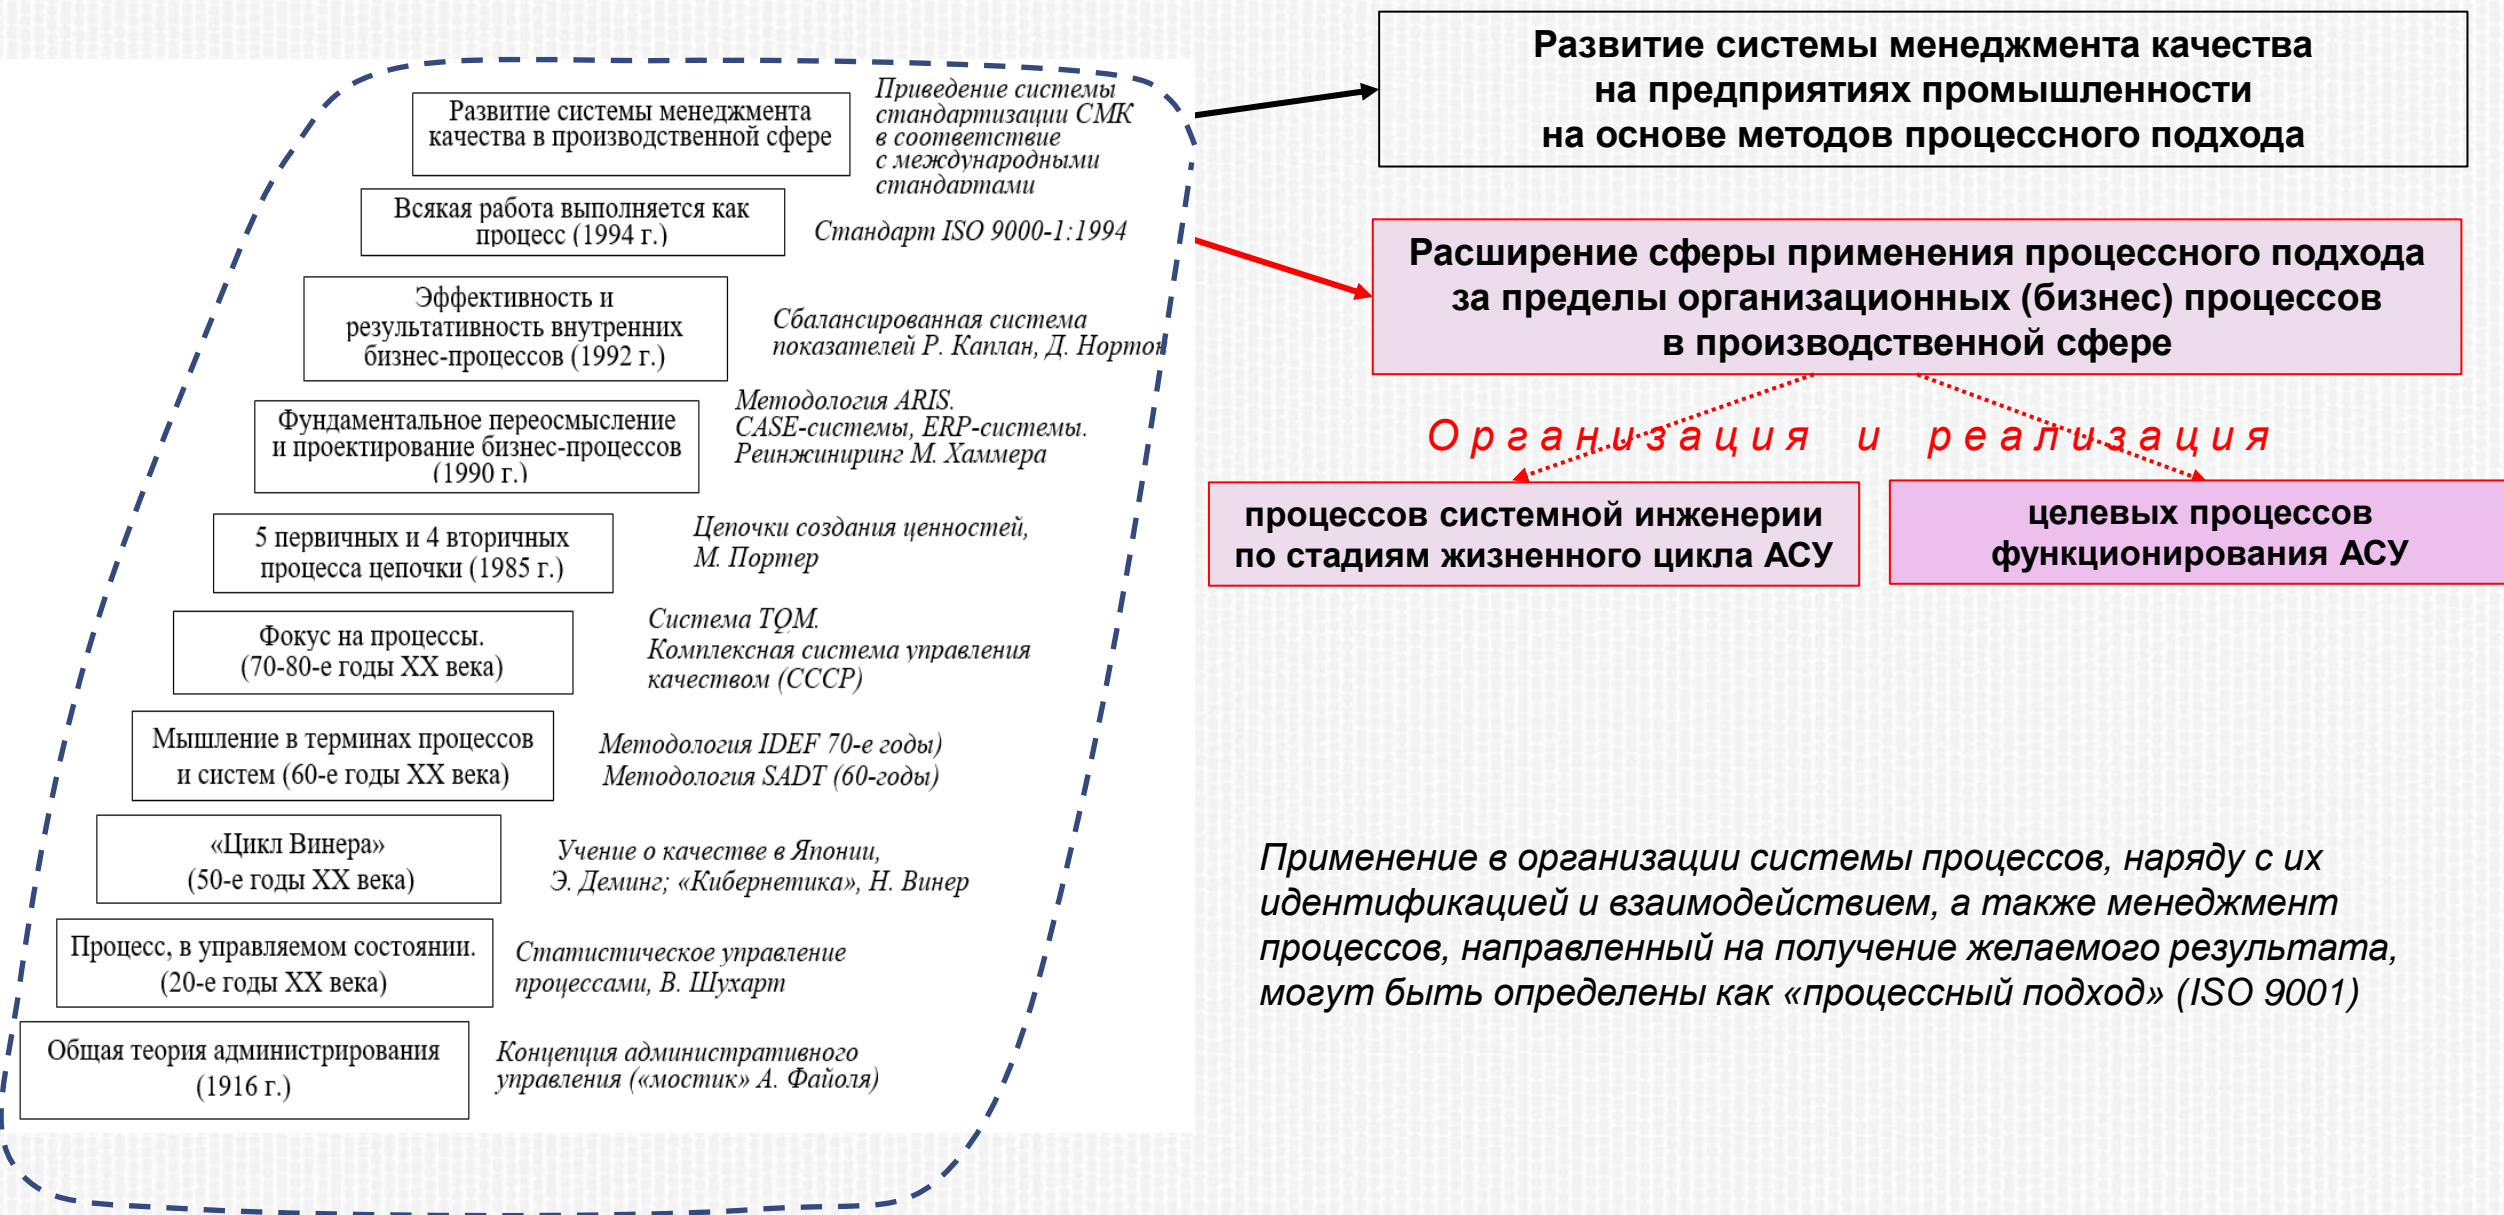 Развитие системы менеджмента
качества в производственной сфере
Приведение системы
стандартизации СМК
в соответствие
с международными
стандартами
Всякая работа выполняется как
процесс (1994 г.)
Стандарт ISO 9000-1:1994
Эффективность и
результативность внутренних
бизнес-процессов (1992 г.)
Сбалансированная система
показателей Р. Каплан, Д. Нортон
Фундаментальное переосмысление
и проектирование бизнес-процессов
(1990 г.)
Методология ARIS.
CASE-системы, ERP-системы.
Реинжиниринг М. Хаммера
5 первичных и 4 вторичных
процесса цепочки (1985 г.)
Цепочки создания ценностей,
М. Портер
Фокус на процессы.
(70-80-е годы XX века)
Система TQM.
Комплексная система управления
качеством (СССР)
Мышление в терминах процессов
и систем (60-е годы XX века)
Методология IDEF 70-е годы)
Методология SADT (60-годы)
«Цикл Винера»
(50-е годы XX века)
Учение о качестве в Японии,
Э. Деминг; «Кибернетика», Н. Винер
Процесс, в управляемом состоянии.
(20-е годы XX века)
Статистическое управление
процессами, В. Шухарт
Общая теория администрирования
(1916 г.)
Концепция административного
управления («мостик» А. Файоля)
Развитие системы менеджмента качества
на предприятиях промышленности
на основе методов процессного подхода
Расширение сферы применения процессного подхода
за пределы организационных (бизнес) процессов
в производственной сфере
Организация и реализация
процессов системной инженерии
по стадиям жизненного цикла АСУ
целевых процессов
функционирования АСУ
Применение в организации системы процессов, наряду с их
идентификацией и взаимодействием, а также менеджмент
процессов, направленный на получение желаемого результата,
могут быть определены как «процессный подход» (ISO 9001)